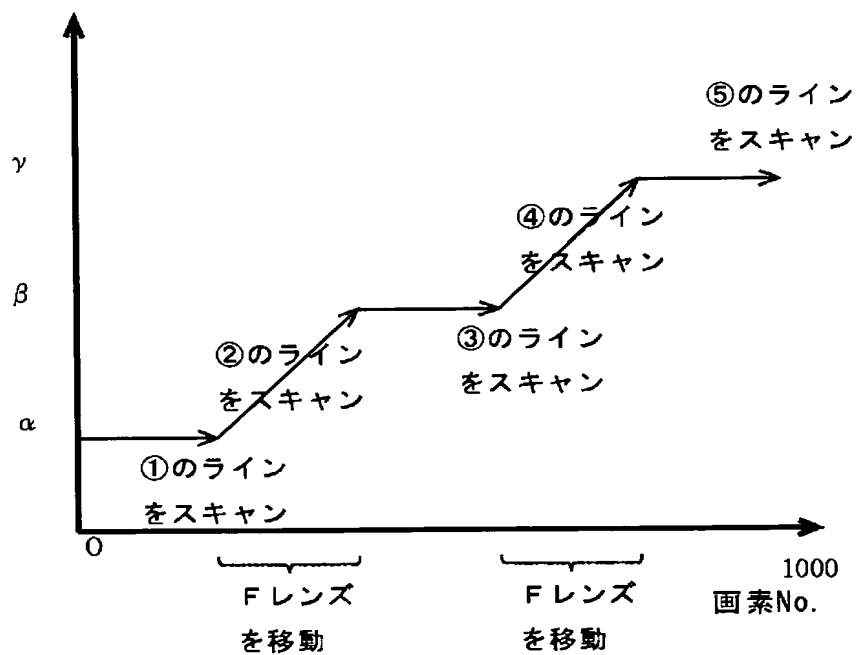 ⑤のライン
をスキャン
γ
④のライン
をスキャン
β
③のライン
をスキャン
②のライン
をスキャン
α
①のライン
をスキャン
0
1000
Fレンズ
を移動
Fレンズ
を移動
画素No.